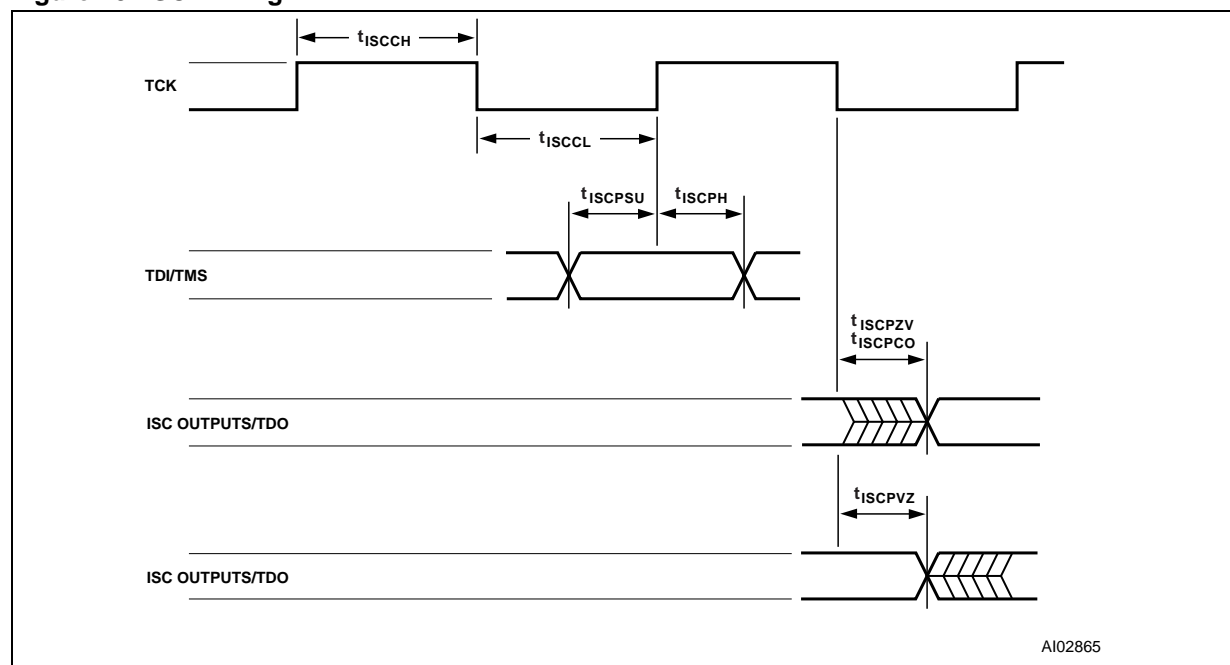 tISCCH
TCK
tISCCL
tISCPSU
tISCPH
TDI/TMS
tISCPZV
tISCPCO
ISC OUTPUTS/TDO
tISCPVZ
ISC OUTPUTS/TDO
AI02865